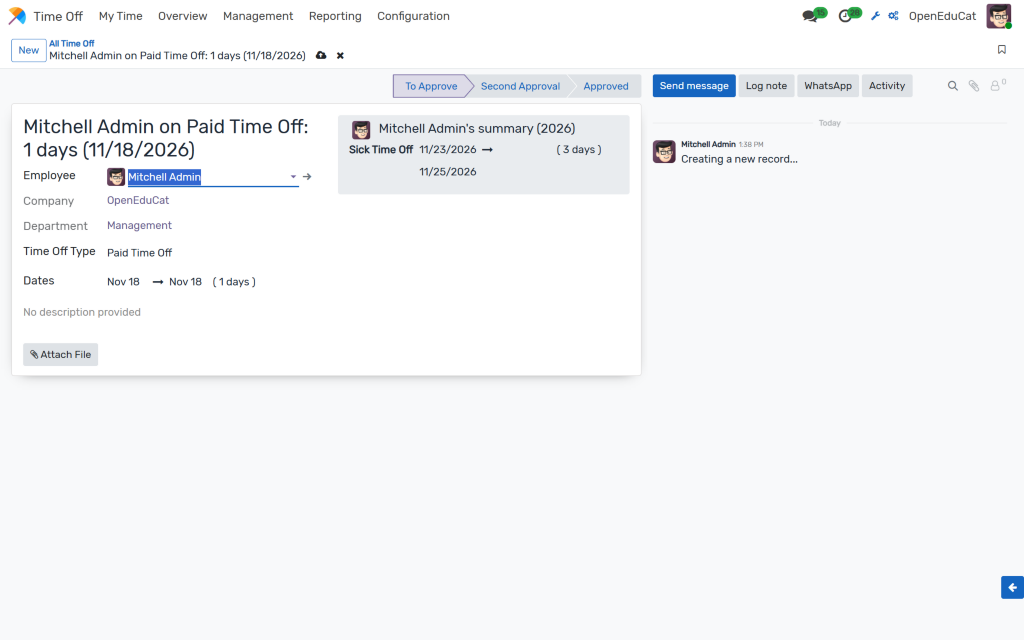 Time Off My Time Overview Management Reporting Configuration 15 28 OpenEduCat
New All Time Off
Mitchell Admin on Paid Time Off: 1 days (11/18/2026)
To Approve Second Approval Approved Send message Log note WhatsApp Activity 0
Mitchell Admin on Paid Time Off:
1 days (11/18/2026)
Employee Mitchell Admin
Company OpenEduCat
Department Management
Time Off Type Paid Time Off
Dates Nov 18 → Nov 18 ( 1 days )
No description provided
Attach File
Mitchell Admin's summary (2026)
Sick Time Off 11/23/2026 → ( 3 days )
11/25/2026
Today
Mitchell Admin 1:38 PM
Creating a new record...